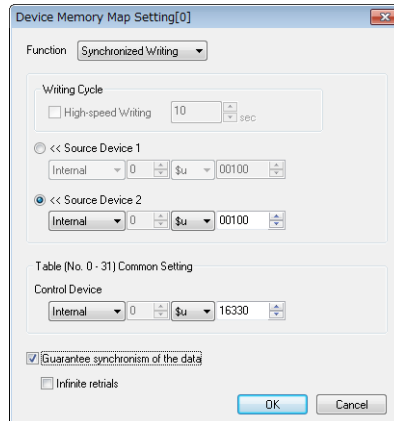 Device Memory Map Setting[0]
Function Synchronized Writing
Writing Cycle
High-speed Writing 10 sec
<< Source Device 1
Internal 0 $u 00100
<< Source Device 2
Internal 0 $u 00100
Table (No. 0 - 31) Common Setting
Control Device
Internal 0 $u 16330
Guarantee synchronism of the data
Infinite retrials
OK Cancel